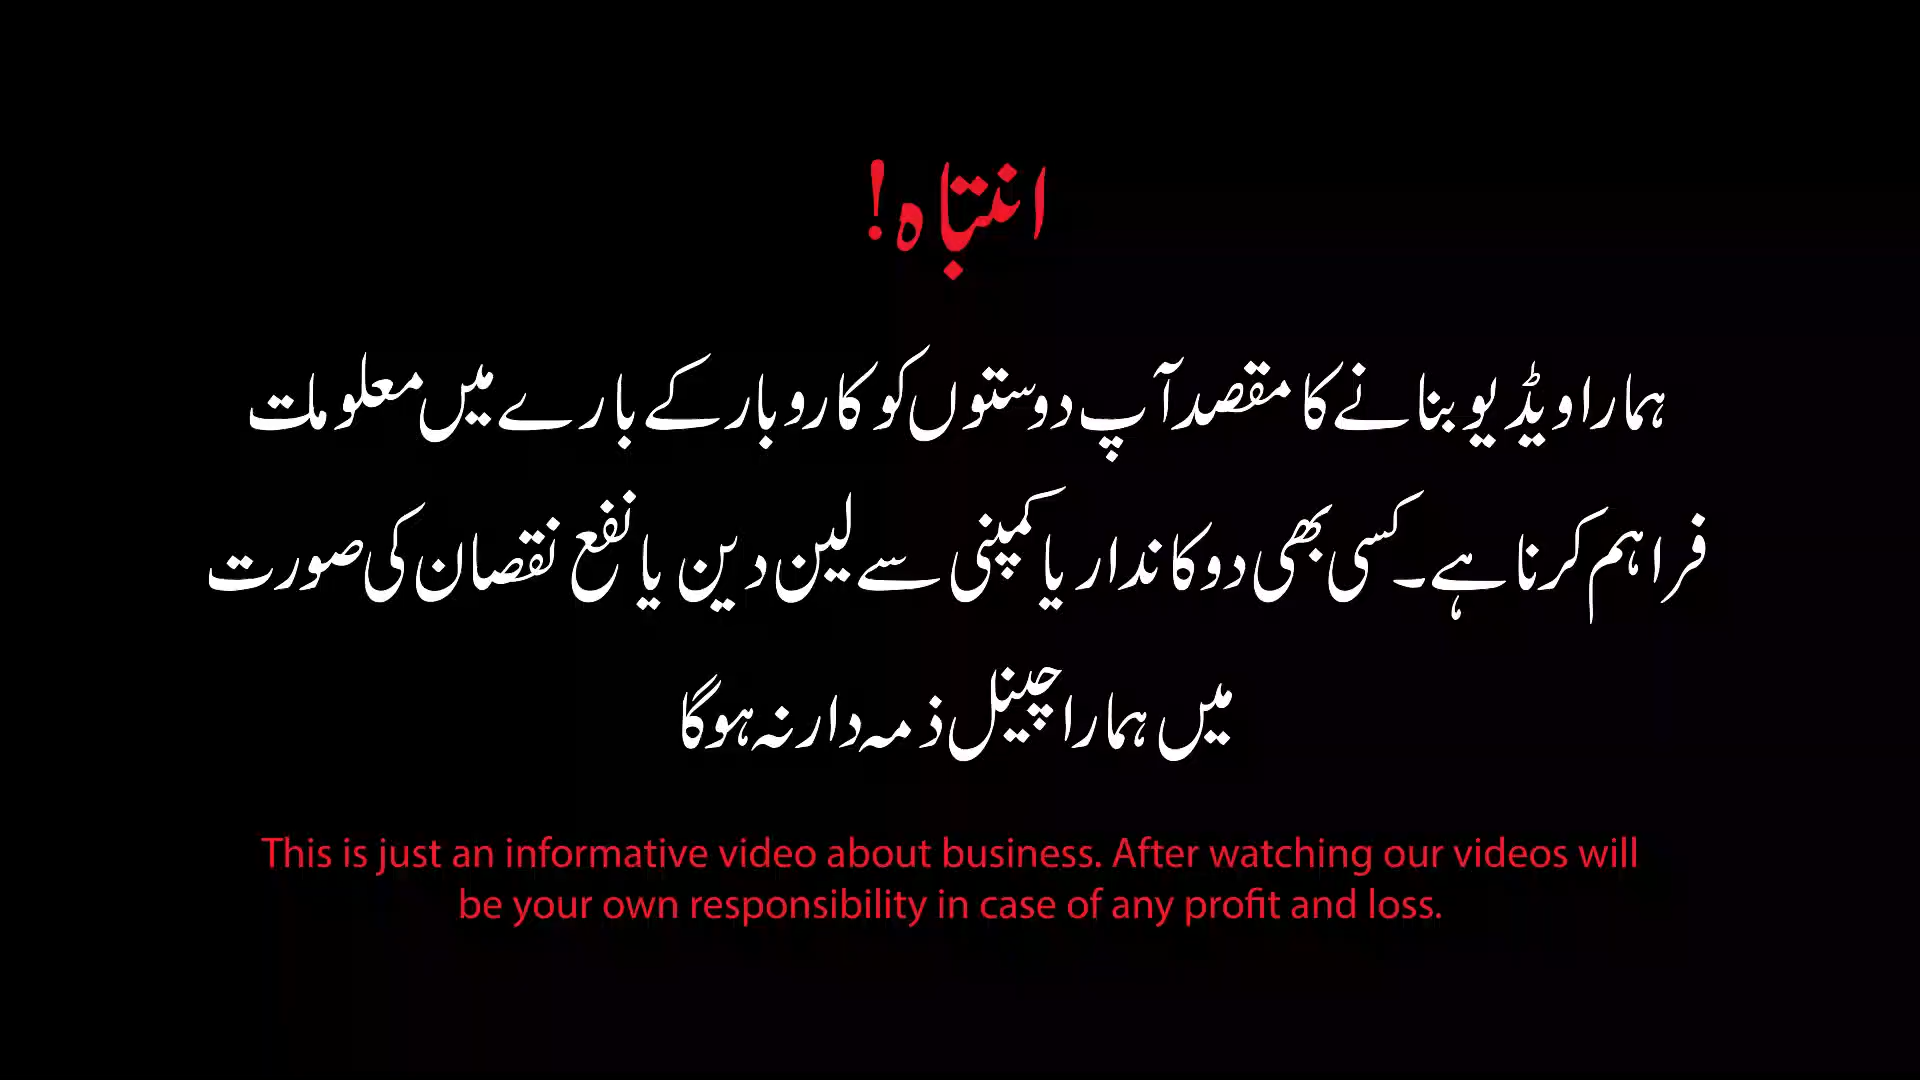 انتباہ!
ہمارا ویڈیو بنانے کا مقصد آپ دوستوں کو کاروبار کے بارے میں معلومات
فراہم کرنا ہے۔ کسی بھی دوکاندار یا کمپنی سے لین دین یا نفع نقصان کی صورت
میں ہمارا چینل ذمہ دار نہ ہوگا
This is just an informative video about business. After watching our videos will
be your own responsibility in case of any profit and loss.